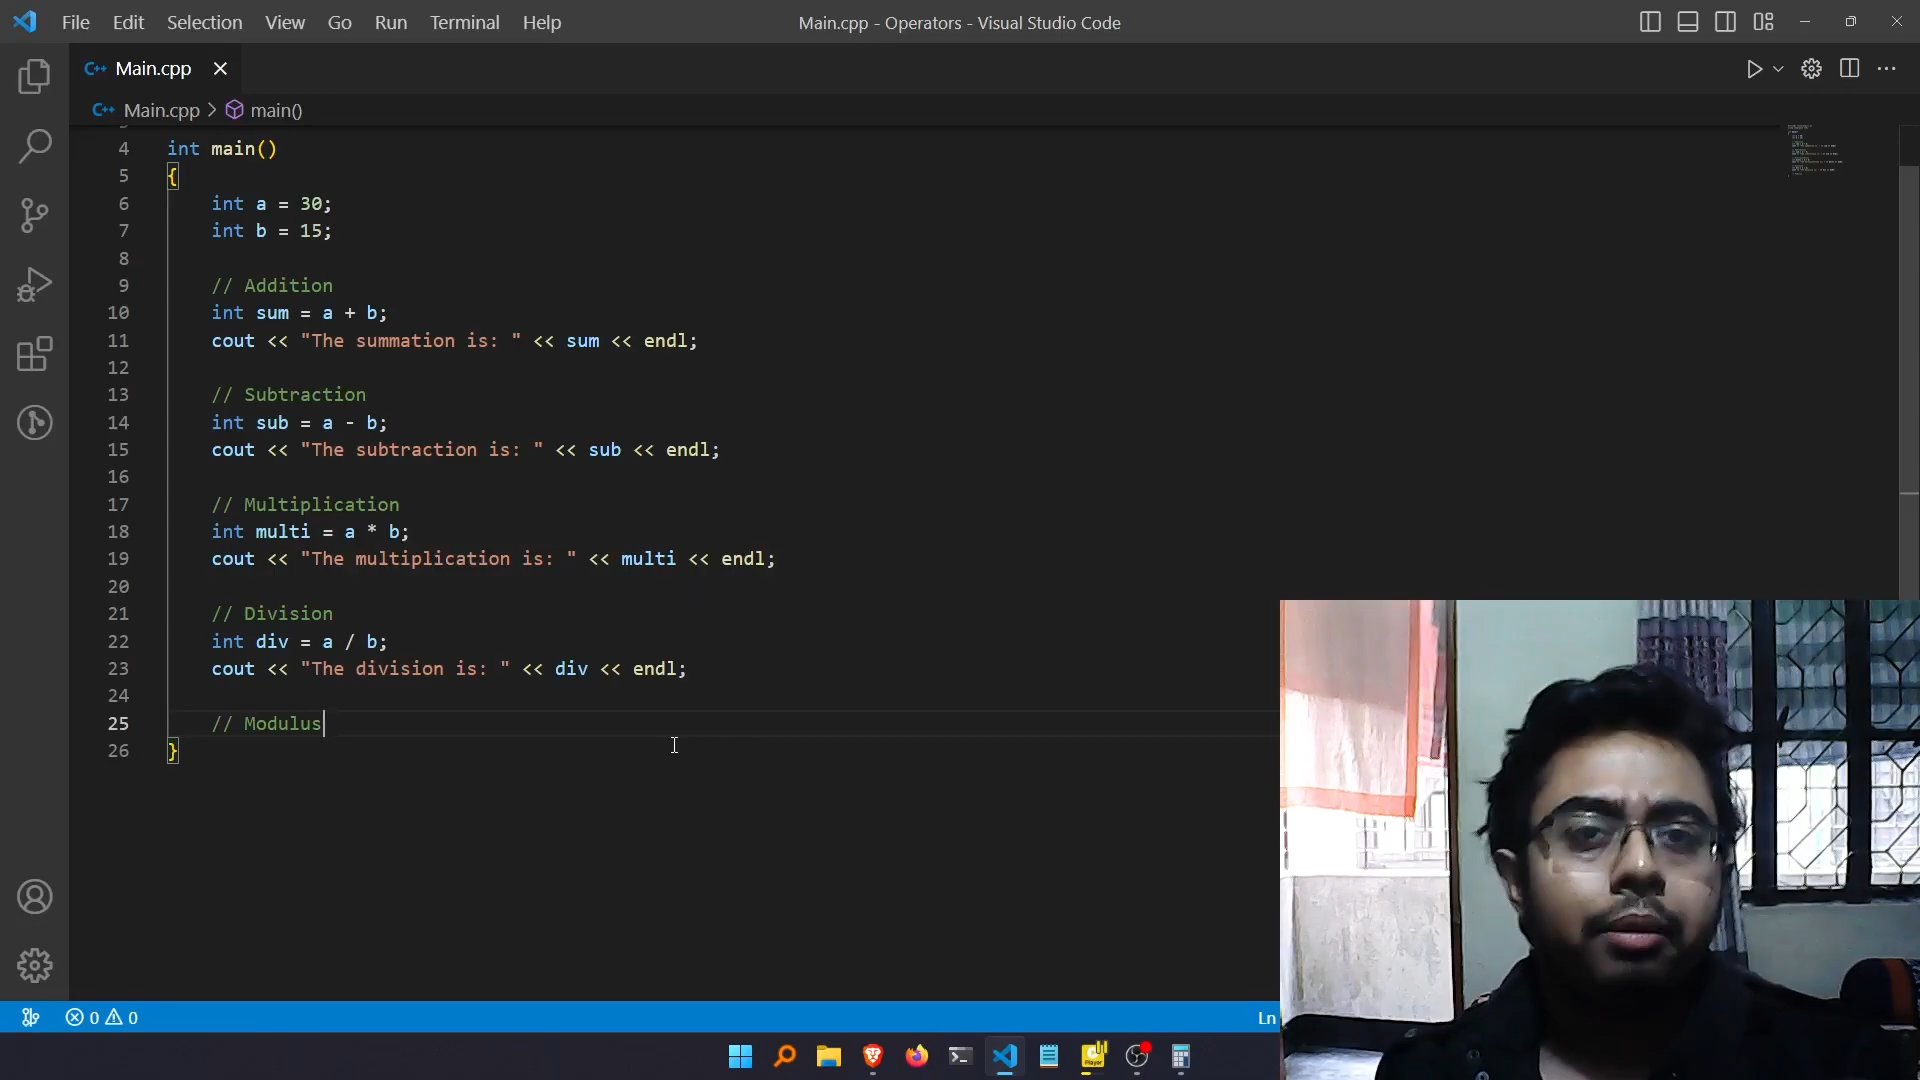 File Edit Selection View Go Run Terminal Help
Main.cpp - Operators - Visual Studio Code
C++ Main.cpp
C++ Main.cpp > main()
4 int main()
5 {
6 int a = 30;
7 int b = 15;
8
9 // Addition
10 int sum = a + b;
11 cout << "The summation is: " << sum << endl;
12
13 // Subtraction
14 int sub = a - b;
15 cout << "The subtraction is: " << sub << endl;
16
17 // Multiplication
18 int multi = a * b;
19 cout << "The multiplication is: " << multi << endl;
20
21 // Division
22 int div = a / b;
23 cout << "The division is: " << div << endl;
24
25 // Modulus
26 }
0 0
Ln